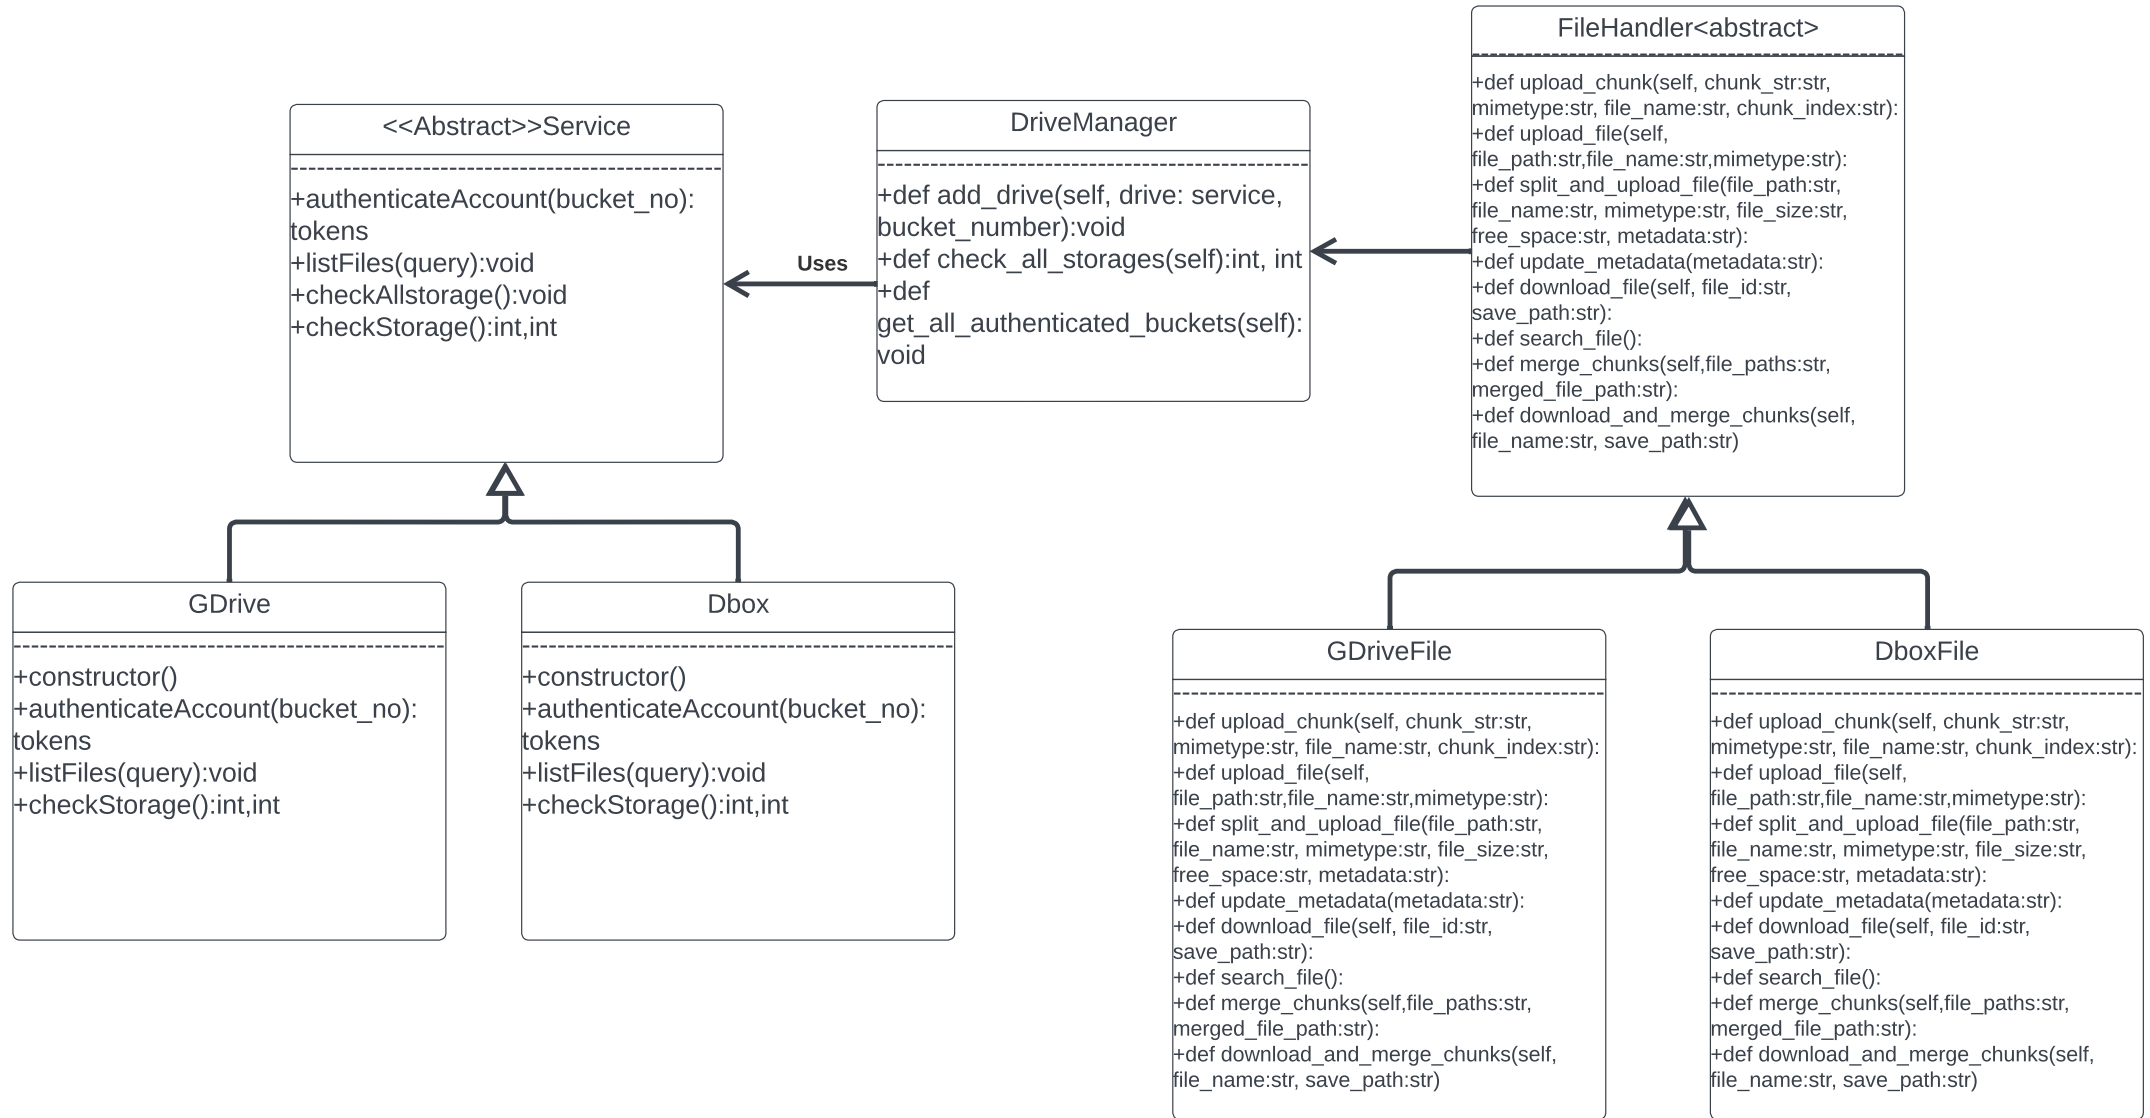 <<Abstract>>Service
+authenticateAccount(bucket_no):
tokens
+listFiles(query):void
+checkAllstorage():void
+checkStorage():int,int
Uses
DriveManager
+def add_drive(self, drive: service,
bucket_number):void
+def check_all_storages(self):int, int
+def
get_all_authenticated_buckets(self):
void
FileHandler<abstract>
+def upload_chunk(self, chunk_str:str,
mimetype:str, file_name:str, chunk_index:str):
+def upload_file(self,
file_path:str,file_name:str,mimetype:str):
+def split_and_upload_file(file_path:str,
file_name:str, mimetype:str, file_size:str,
free_space:str, metadata:str):
+def update_metadata(metadata:str):
+def download_file(self, file_id:str,
save_path:str):
+def search_file():
+def merge_chunks(self,file_paths:str,
merged_file_path:str):
+def download_and_merge_chunks(self,
file_name:str, save_path:str)
GDrive
+constructor()
+authenticateAccount(bucket_no):
tokens
+listFiles(query):void
+checkStorage():int,int
Dbox
+constructor()
+authenticateAccount(bucket_no):
tokens
+listFiles(query):void
+checkStorage():int,int
GDriveFile
+def upload_chunk(self, chunk_str:str,
mimetype:str, file_name:str, chunk_index:str):
+def upload_file(self,
file_path:str,file_name:str,mimetype:str):
+def split_and_upload_file(file_path:str,
file_name:str, mimetype:str, file_size:str,
free_space:str, metadata:str):
+def update_metadata(metadata:str):
+def download_file(self, file_id:str,
save_path:str):
+def search_file():
+def merge_chunks(self,file_paths:str,
merged_file_path:str):
+def download_and_merge_chunks(self,
file_name:str, save_path:str)
DboxFile
+def upload_chunk(self, chunk_str:str,
mimetype:str, file_name:str, chunk_index:str):
+def upload_file(self,
file_path:str,file_name:str,mimetype:str):
+def split_and_upload_file(file_path:str,
file_name:str, mimetype:str, file_size:str,
free_space:str, metadata:str):
+def update_metadata(metadata:str):
+def download_file(self, file_id:str,
save_path:str):
+def search_file():
+def merge_chunks(self,file_paths:str,
merged_file_path:str):
+def download_and_merge_chunks(self,
file_name:str, save_path:str)